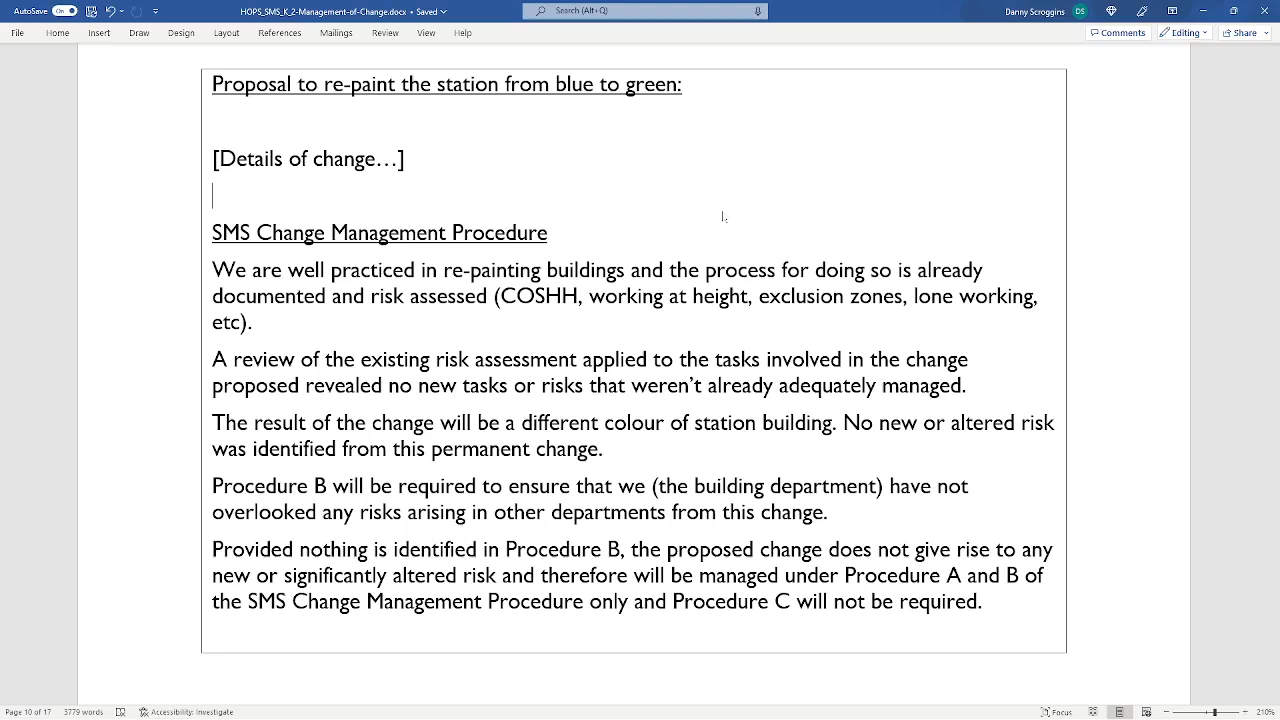 AutoSave On HOPS_SMS_K_2-Management-of-Change.docx • Saved Search (Alt+Q) Danny Scroggins DS
File Home Insert Draw Design Layout References Mailings Review View Help Comments Editing Share
Proposal to re-paint the station from blue to green:
[Details of change…]
SMS Change Management Procedure
We are well practiced in re-painting buildings and the process for doing so is already
documented and risk assessed (COSHH, working at height, exclusion zones, lone working,
etc).
A review of the existing risk assessment applied to the tasks involved in the change
proposed revealed no new tasks or risks that weren’t already adequately managed.
The result of the change will be a different colour of station building. No new or altered risk
was identified from this permanent change.
Procedure B will be required to ensure that we (the building department) have not
overlooked any risks arising in other departments from this change.
Provided nothing is identified in Procedure B, the proposed change does not give rise to any
new or significantly altered risk and therefore will be managed under Procedure A and B of
the SMS Change Management Procedure only and Procedure C will not be required.
Page 10 of 17 3779 words Accessibility: Investigate Focus 210%